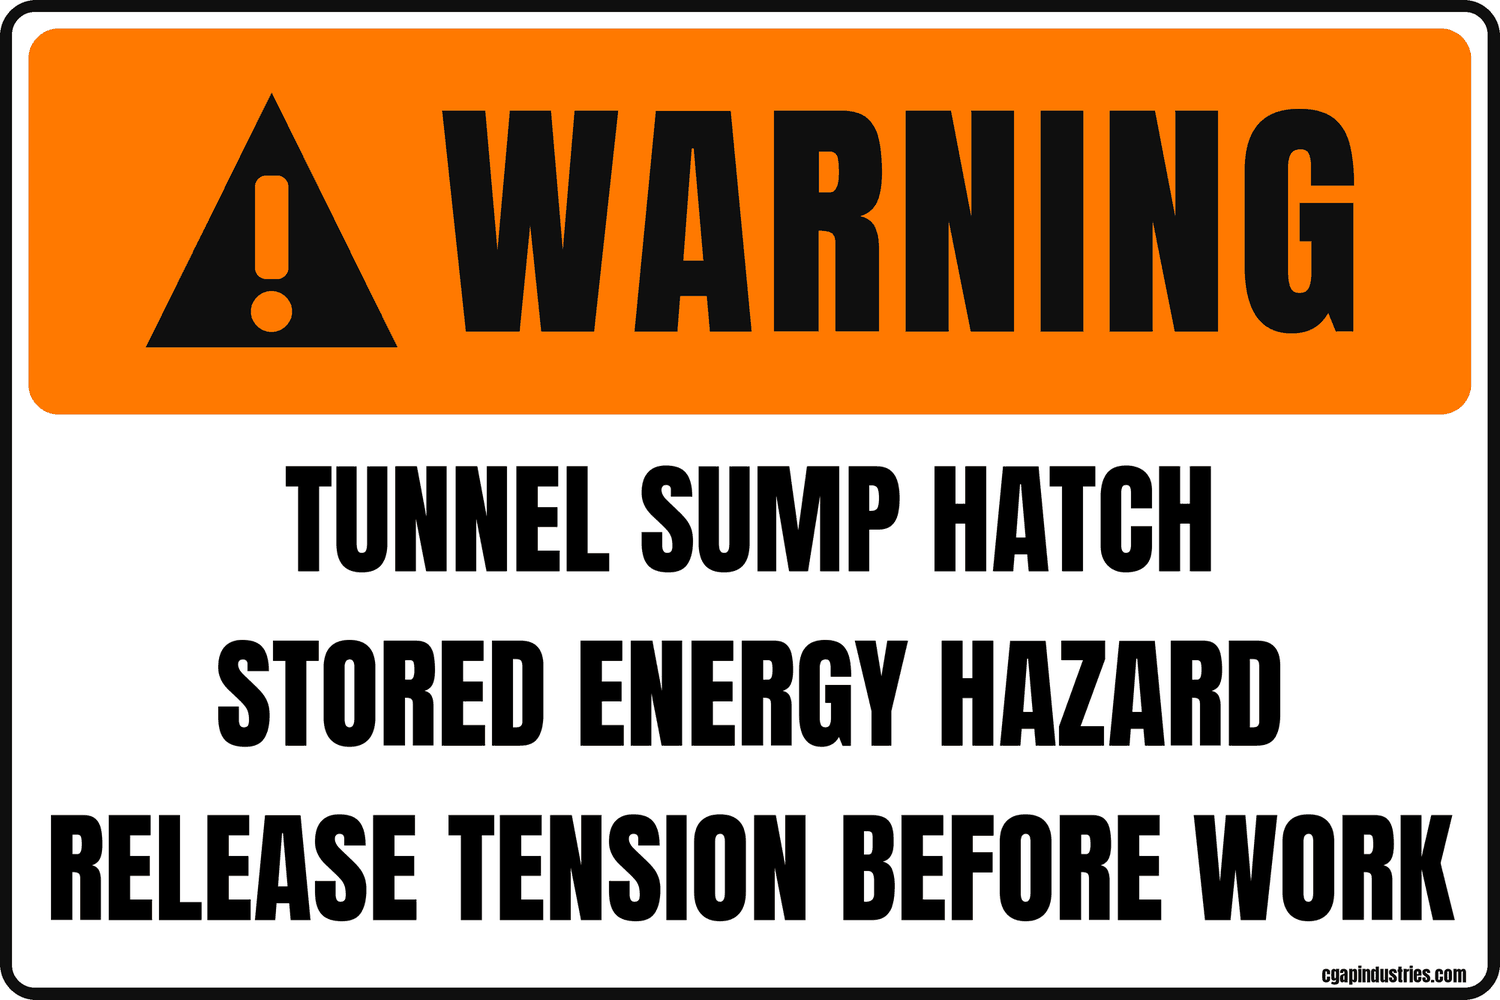 WARNING
TUNNEL SUMP HATCH
STORED ENERGY HAZARD
RELEASE TENSION BEFORE WORK
cgapindustries.com